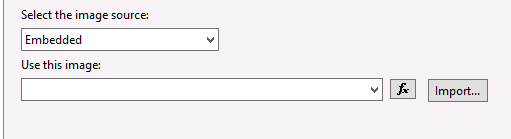 Select the image source:
Embedded
Use this image:
fx Import...